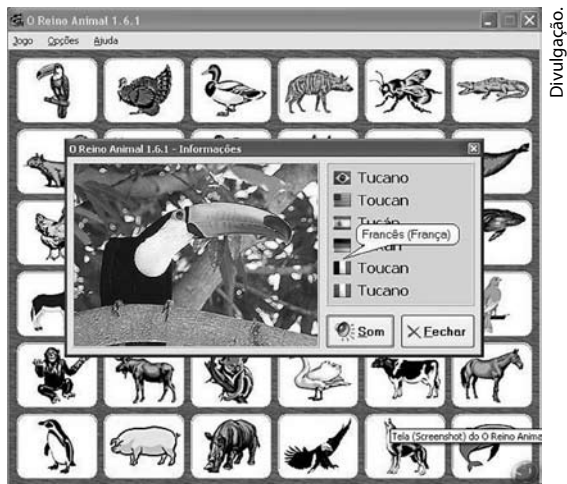 O Reino Animal 1.6.1
Jogo Opções Ajuda
Divulgação.
O Reino Animal 1.6.1 - Informações
Tucano
Toucan
Tucán
Francês (França)
Toucan
Tucano
Som
Fechar
Tela (Screenshot) do O Reino Anima